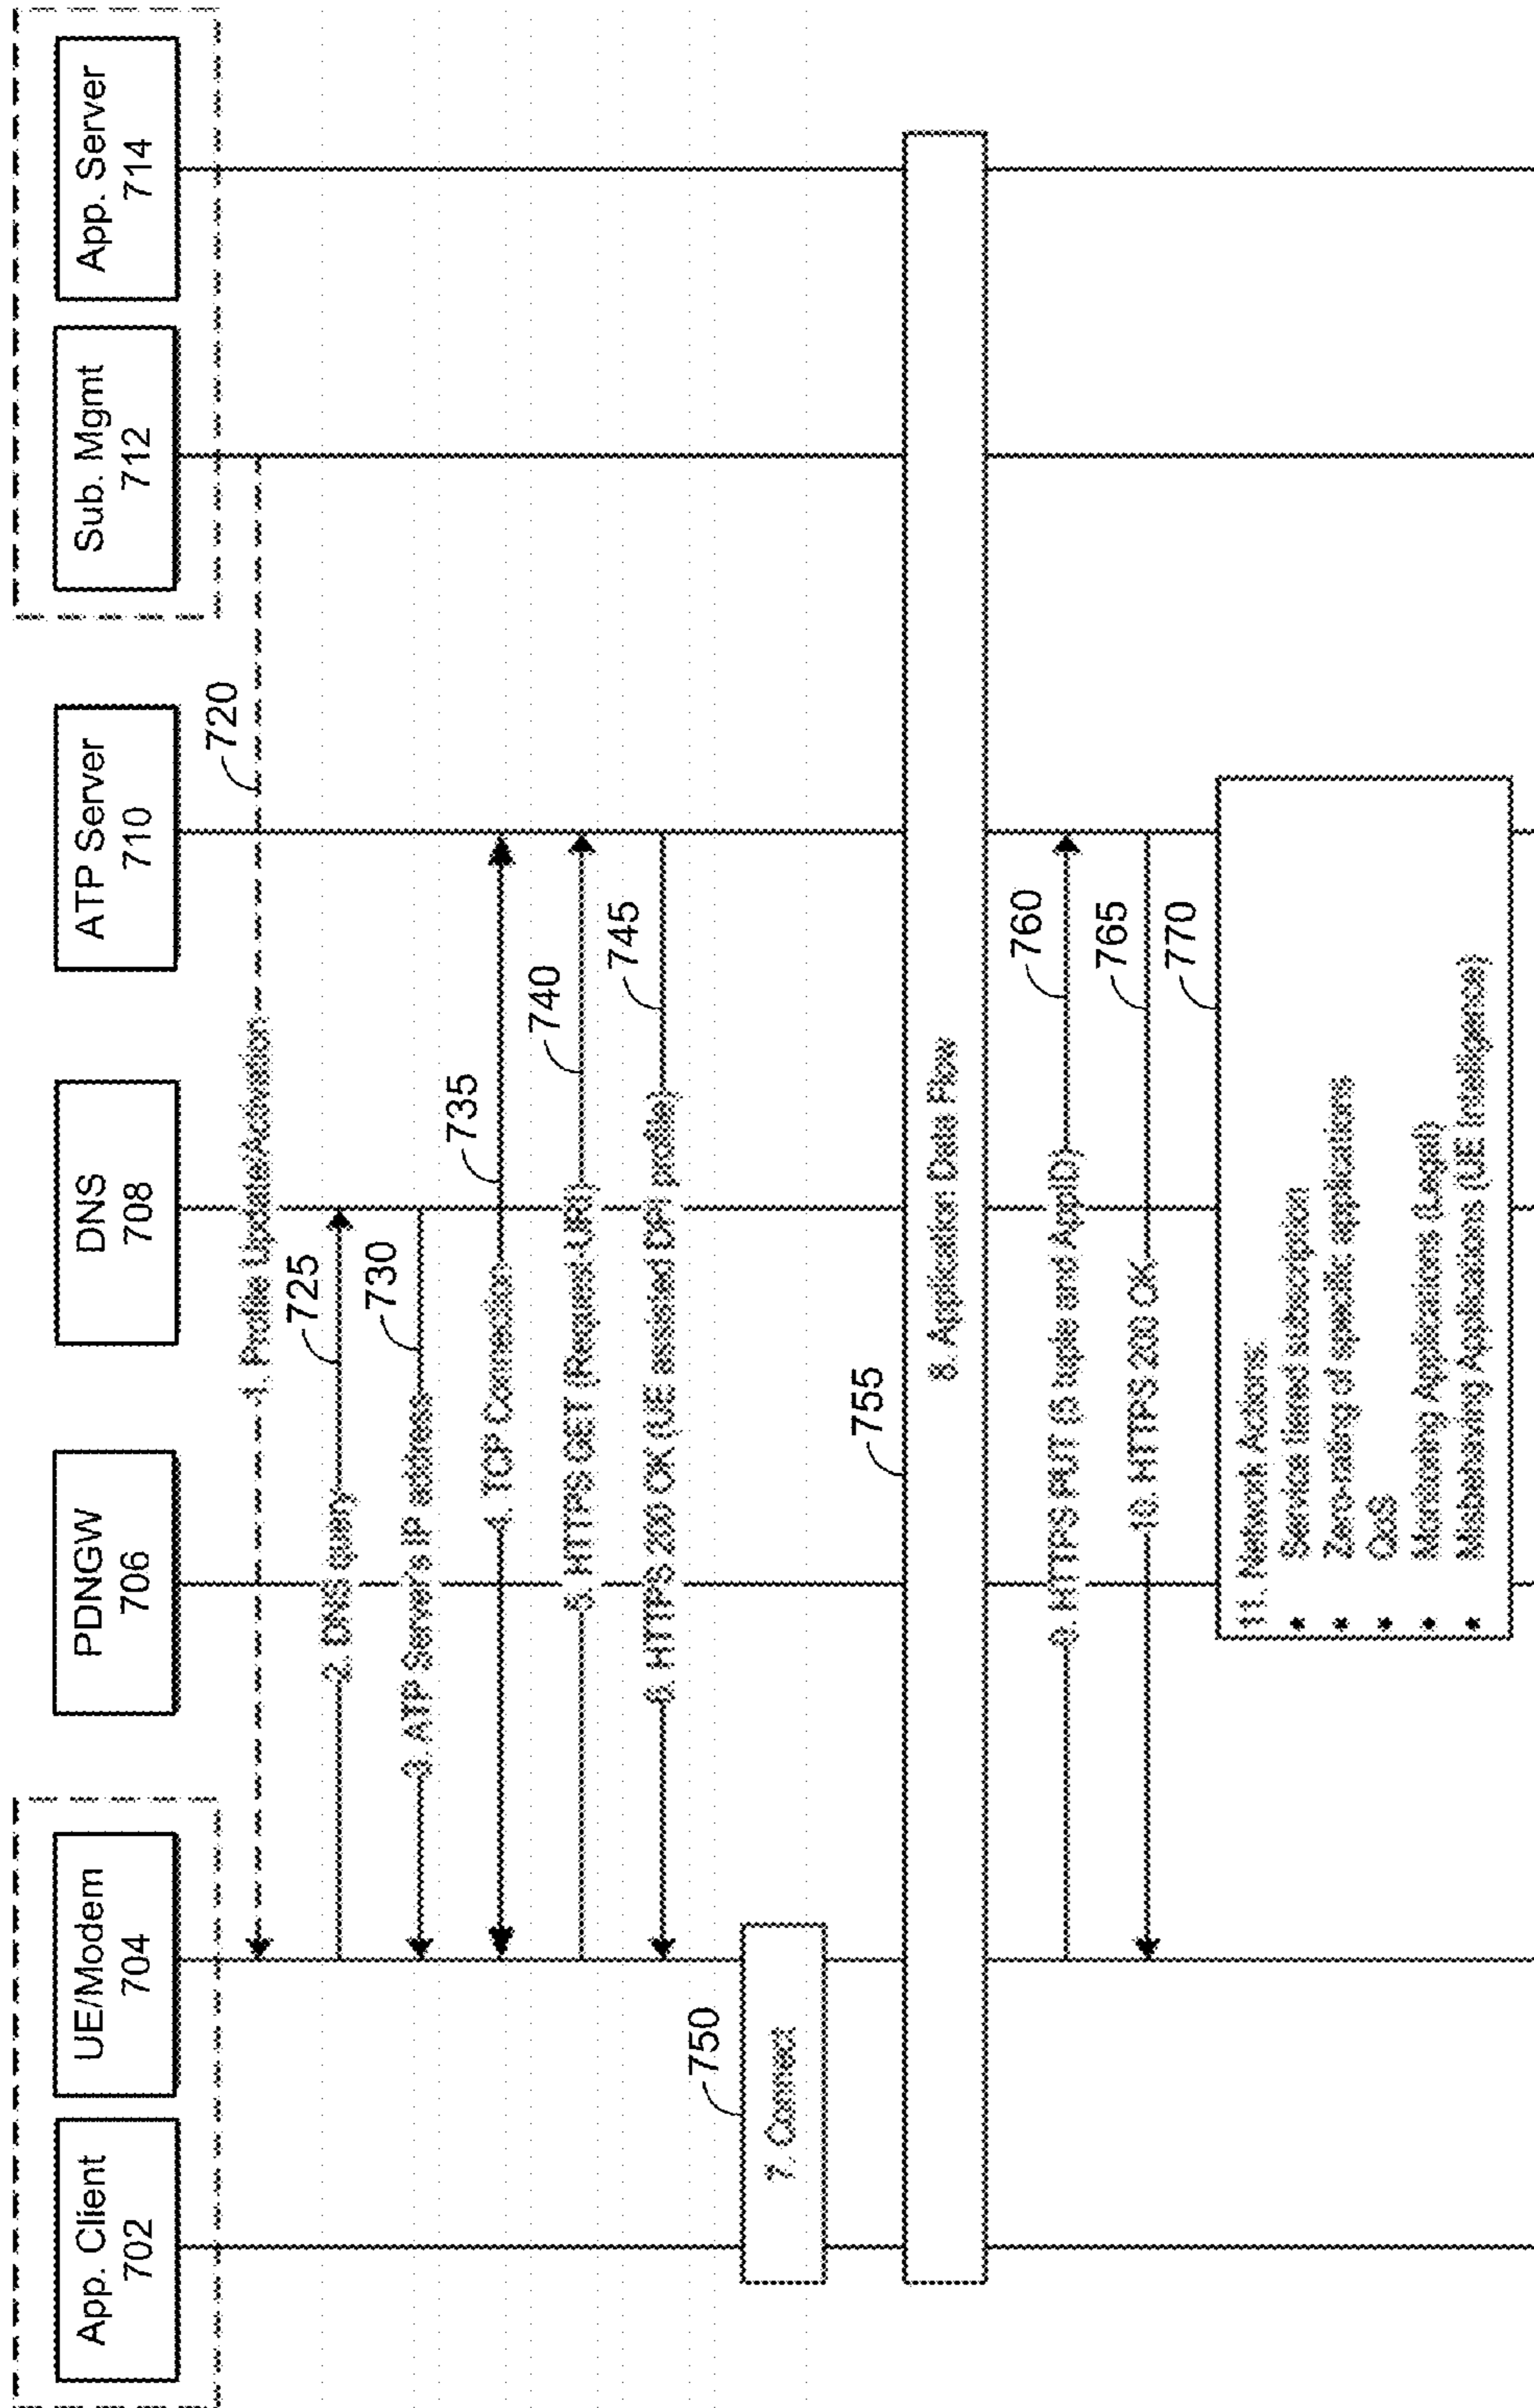 App. Client
702
UE/Modem
704
PDNGW
706
DNS
708
ATP Server
710
Sub. Mgmt
712
App. Server
714
720
1. Profile Update/Activation
725
2. DNS query
730
3. ATP Server's IP address
735
4. TCP Connection
740
5. HTTPS GET (Request-URI)
745
6. HTTPS 200 OK (UE assisted DPI profile)
750
7. Connect
755
8. Application Data Flow
760
9. HTTPS PUT (5 tuple and AppID)
765
10. HTTPS 200 OK
770
11. Network Actions:
• Service tiered subscription
• Zero-rating of specific applications
• QoS
• Monitoring Applications (Legal)
• Misbehaving Applications (UE Intelligence)